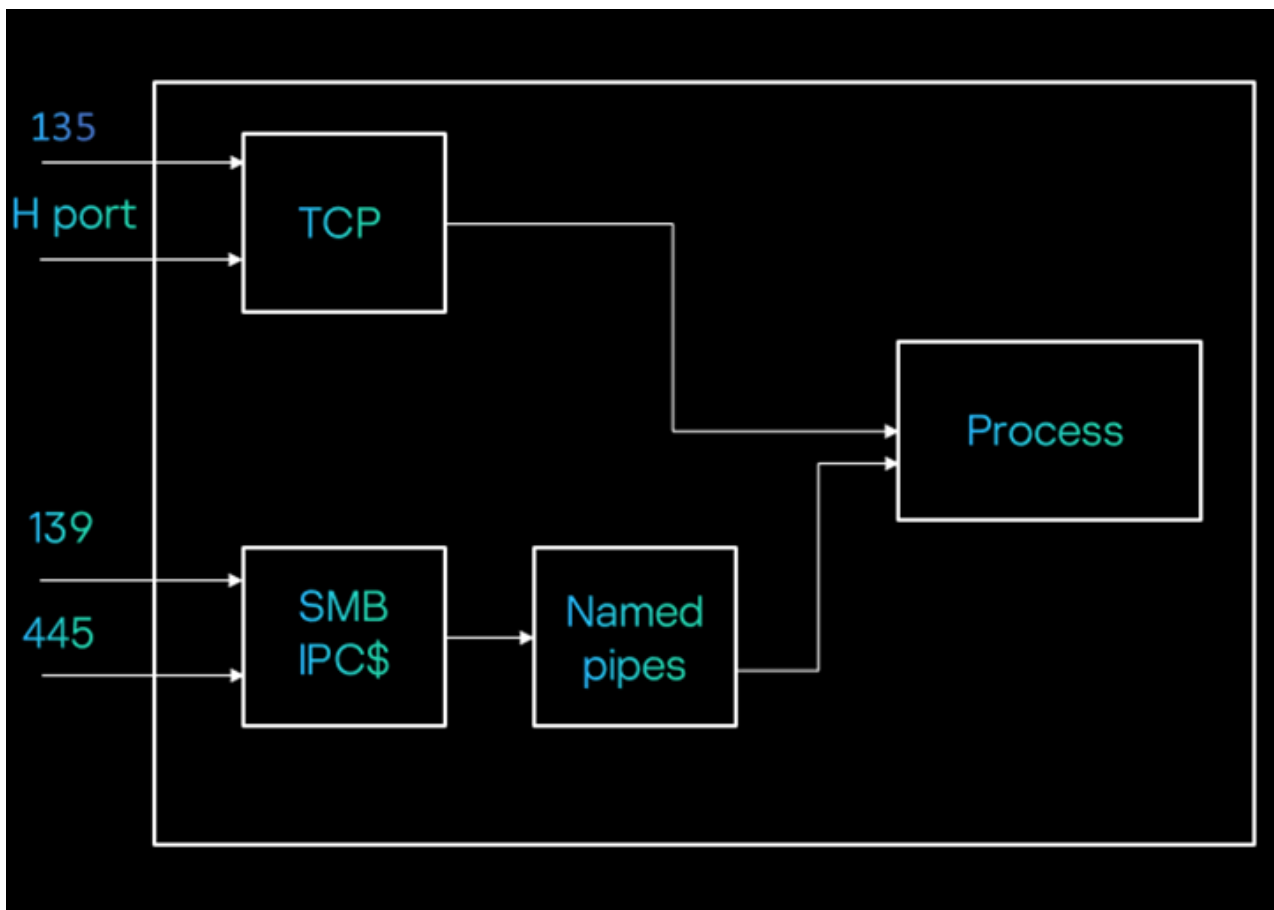 135
H port
TCP
Process
139
445
SMB
IPC$
Named
pipes